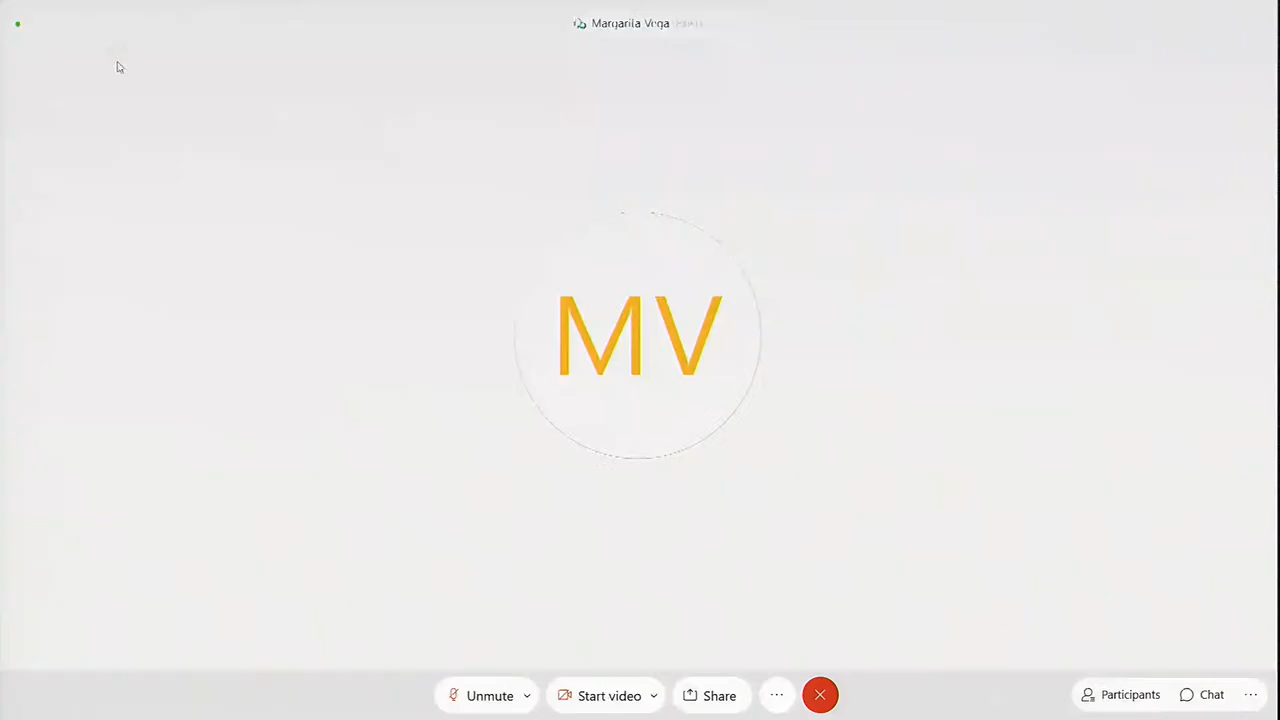 Margarita Vega
MV
Unmute
Start video
Share
Participants
Chat